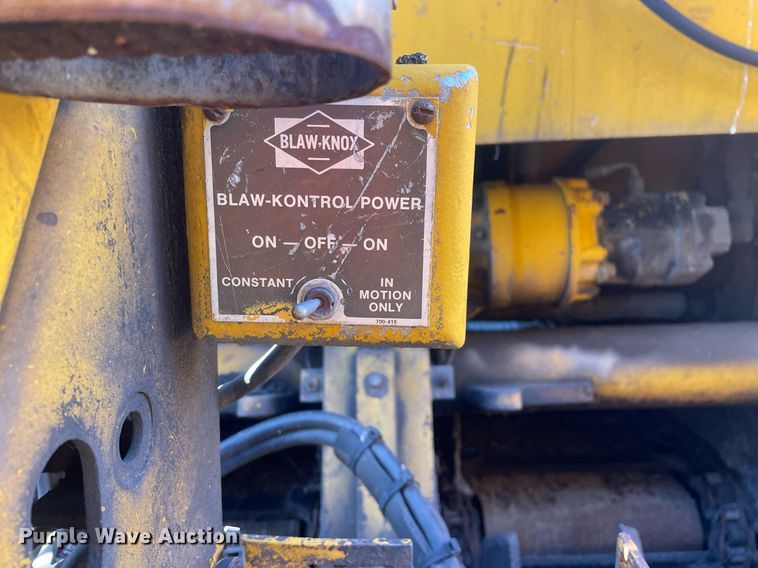 BLAW-KNOX
BLAW-KONTROL POWER
ON — OFF — ON
CONSTANT
IN
MOTION
ONLY
700-415
Purple Wave Auction